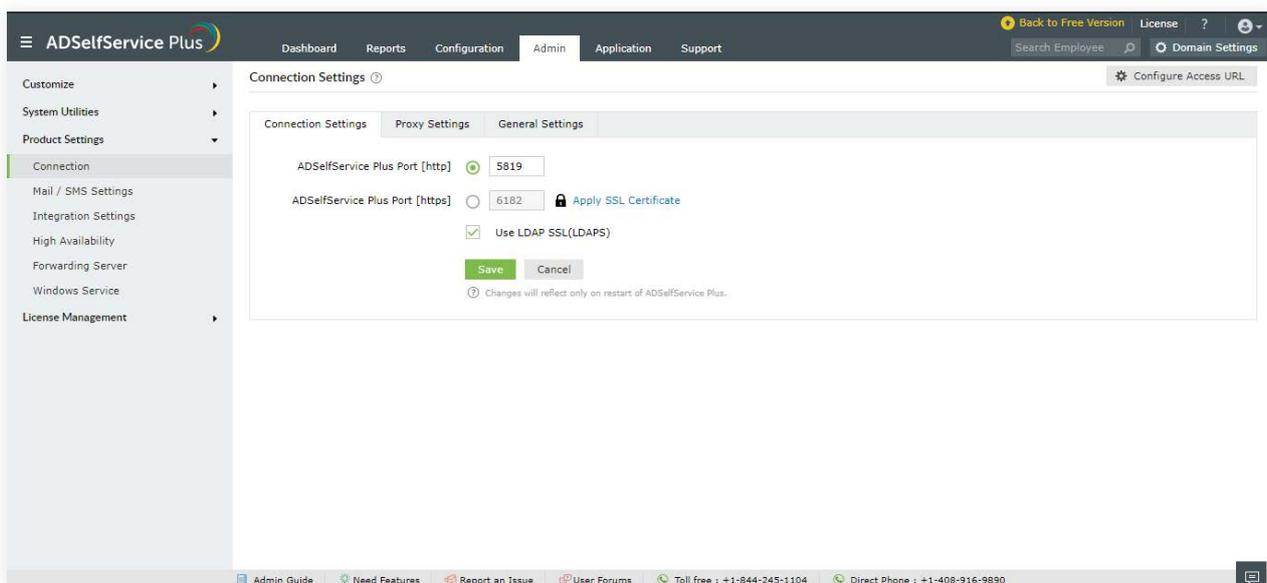 Back to Free Version License ?
ADSelfService Plus
Dashboard Reports Configuration Admin Application Support
Search Employee Domain Settings
Customize
System Utilities
Product Settings
Connection
Mail / SMS Settings
Integration Settings
High Availability
Forwarding Server
Windows Service
License Management
Connection Settings ?
Configure Access URL
Connection Settings Proxy Settings General Settings
ADSelfService Plus Port [http] 5819
ADSelfService Plus Port [https] 6182 Apply SSL Certificate
Use LDAP SSL(LDAPS)
Save Cancel
? Changes will reflect only on restart of ADSelfService Plus.
Admin Guide Need Features Report an Issue User Forums Toll free : +1-844-245-1104 Direct Phone : +1-408-916-9890